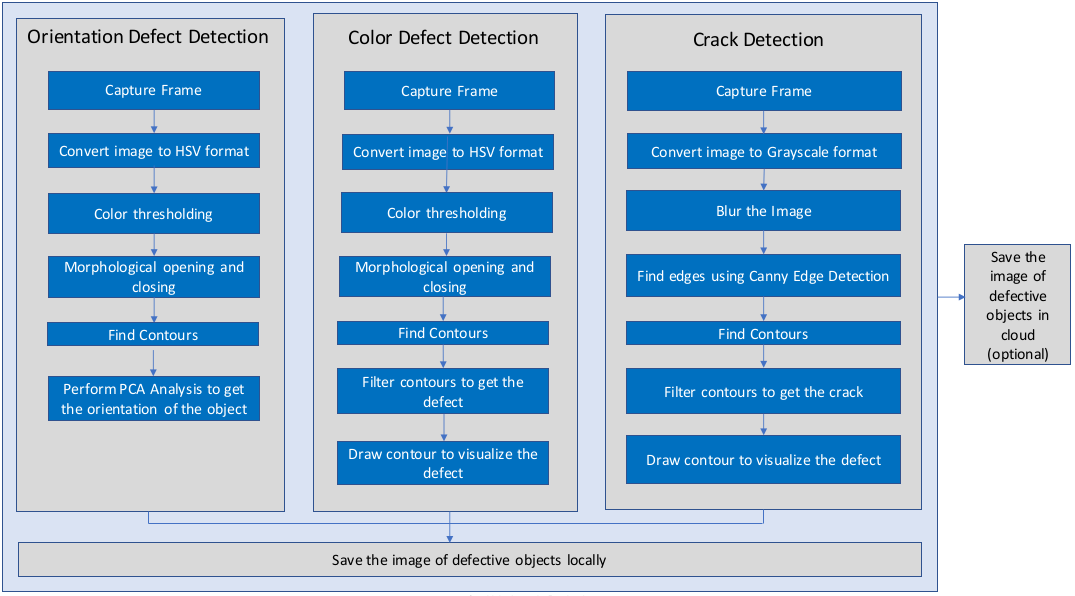 Orientation Defect Detection
Capture Frame
Convert image to HSV format
Color thresholding
Morphological opening and
closing
Find Contours
Perform PCA Analysis to get
the orientation of the object
Color Defect Detection
Capture Frame
Convert image to HSV format
Color thresholding
Morphological opening and
closing
Find Contours
Filter contours to get the
defect
Draw contour to visualize the
defect
Crack Detection
Capture Frame
Convert image to Grayscale format
Blur the Image
Find edges using Canny Edge Detection
Find Contours
Filter contours to get the crack
Draw contour to visualize the defect
Save the image of defective objects locally
Save the
image of
defective
objects in
cloud
(optional)